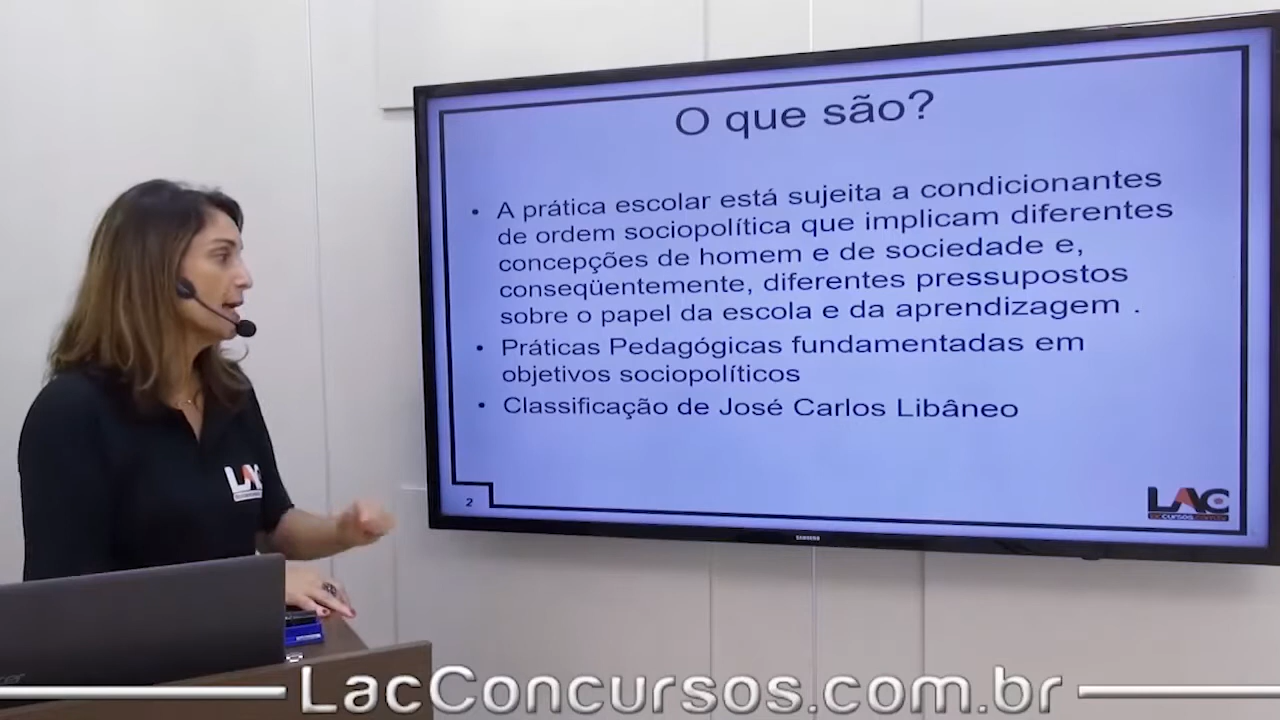 O que são?
• A prática escolar está sujeita a condicionantes
de ordem sociopolítica que implicam diferentes
concepções de homem e de sociedade e,
conseqüentemente, diferentes pressupostos
sobre o papel da escola e da aprendizagem .
• Práticas Pedagógicas fundamentadas em
objetivos sociopolíticos
• Classificação de José Carlos Libâneo
2
LAC
SAMSUNG
LAC
LacConcursos.com.br